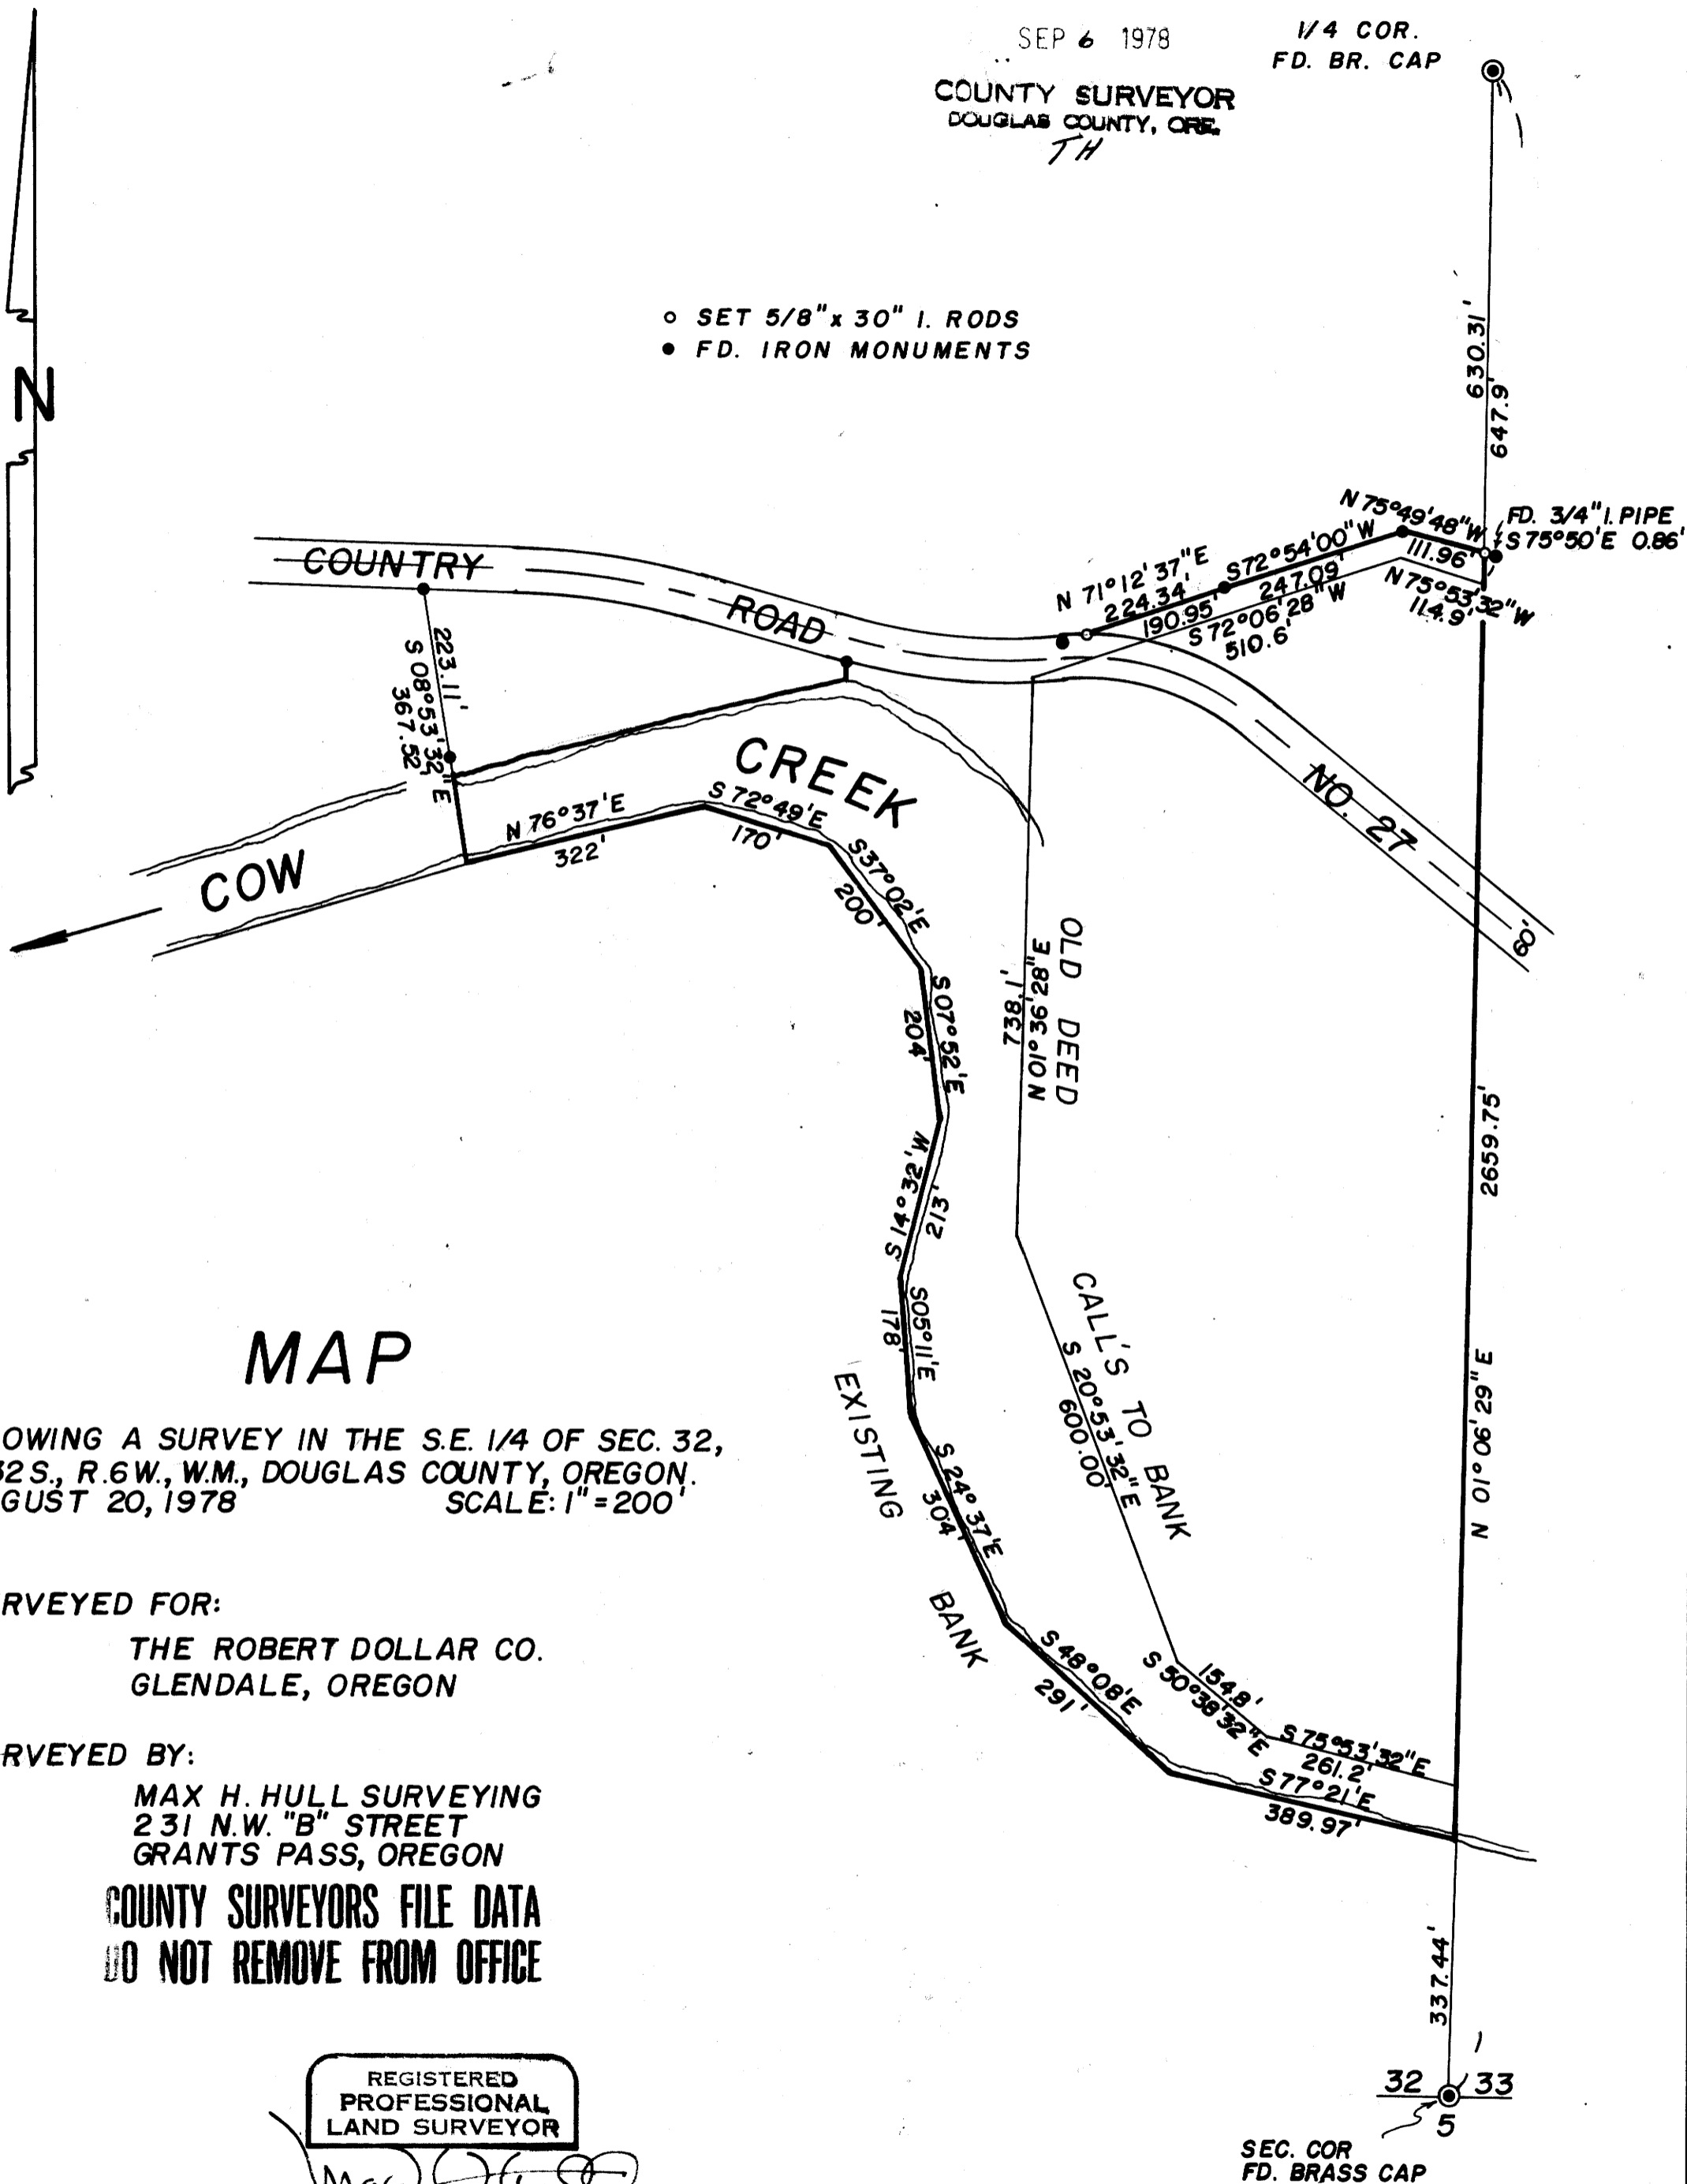 SEP 6 1978
COUNTY SURVEYOR
DOUGLAS COUNTY, ORE.
TH
1/4 COR.
FD. BR. CAP
N
SET 5/8" x 30" I. RODS
FD. IRON MONUMENTS
630.31'
647.9'
N 75°49'48" W
111.96'
FD. 3/4" I. PIPE
S 75°50' E 0.86'
N 75°53'32" W
114.9'
S 72°54'00" W
247.09'
N 71°12'37" E
224.34'
190.95'
S 72°06'28" W
510.6'
COUNTRY
ROAD
NO. 27
60'
223.11'
S 08°53'32" E
367.52'
COW
CREEK
N 76°37' E
322'
S 72°49' E
170'
S 37°02' E
200'
S 07°52' E
204'
S 14°32' W
213'
S 05°11' E
178'
S 24°37' E
304'
S 48°08' E
291'
S 77°21' E
389.97'
EXISTING
BANK
OLD DEED
738.1'
N 01°36'28" E
CALL'S TO BANK
S 20°53'32" E
600.00'
154.8'
S 50°38'32" E
S 75°53'32" E
261.2'
2659.75'
N 01°06'29" E
337.44'
32 33
5
SEC. COR
FD. BRASS CAP
MAP
OWING A SURVEY IN THE S.E. 1/4 OF SEC. 32,
32 S., R. 6 W., W.M., DOUGLAS COUNTY, OREGON.
GUST 20, 1978 SCALE: 1" = 200'
RVEYED FOR:
THE ROBERT DOLLAR CO.
GLENDALE, OREGON
RVEYED BY:
MAX H. HULL SURVEYING
231 N.W. "B" STREET
GRANTS PASS, OREGON
COUNTY SURVEYORS FILE DATA
DO NOT REMOVE FROM OFFICE
REGISTERED
PROFESSIONAL
LAND SURVEYOR